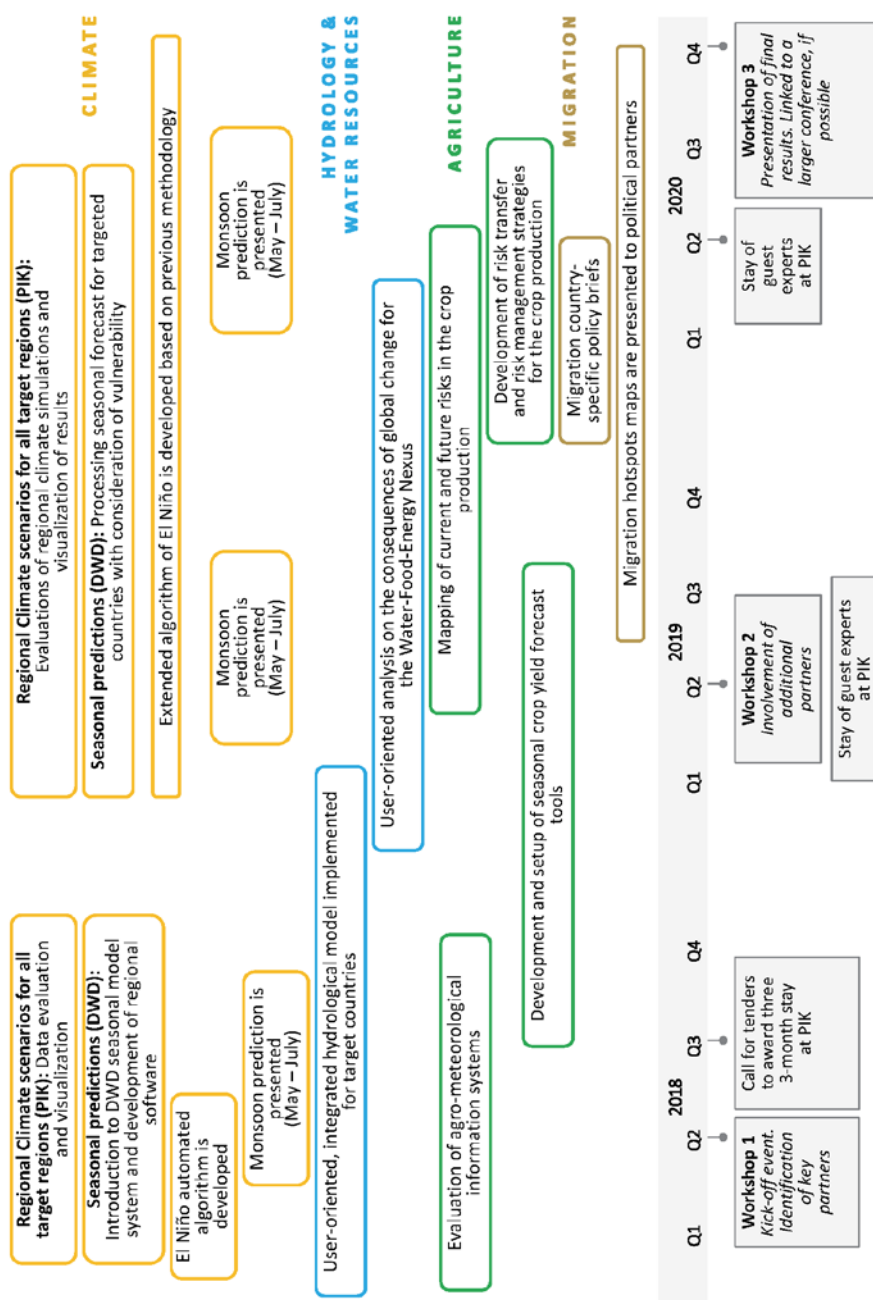 CLIMATE
Regional Climate scenarios for all
target regions (PIK): Data evaluation
and visualization
Regional Climate scenarios for all target regions (PIK):
Evaluations of regional climate simulations and
visualization of results
Seasonal predictions (DWD):
Introduction to DWD seasonal model
system and development of regional
software
Seasonal predictions (DWD): Processing seasonal forecast for targeted
countries with consideration of vulnerability
El Niño automated
algorithm is
developed
Extended algorithm of El Niño is developed based on previous methodology
Monsoon prediction is
presented
(May – July)
Monsoon
prediction is
presented
(May – July)
Monsoon
prediction is
presented
(May – July)
HYDROLOGY &
WATER RESOURCES
User-oriented, integrated hydrological model implemented
for target countries
User-oriented analysis on the consequences of global change for
the Water-Food-Energy Nexus
AGRICULTURE
Evaluation of agro-meteorological
information systems
Mapping of current and future risks in the crop
production
Development and setup of seasonal crop yield forecast
tools
Development of risk transfer
and risk management strategies
for the crop production
MIGRATION
Migration country-
specific policy briefs
Migration hotspots maps are presented to political partners
2018
2019
2020
Q1
Q2
Q3
Q4
Q1
Q2
Q3
Q4
Q1
Q2
Q3
Q4
Workshop 1
Kick-off event.
Identification
of key
partners
Call for tenders
to award three
3-month stay
at PIK
Workshop 2
Involvement of
additional
partners
Stay of guest experts
at PIK
Stay of
guest
experts
at PIK
Workshop 3
Presentation of final
results. Linked to a
larger conference, if
possible